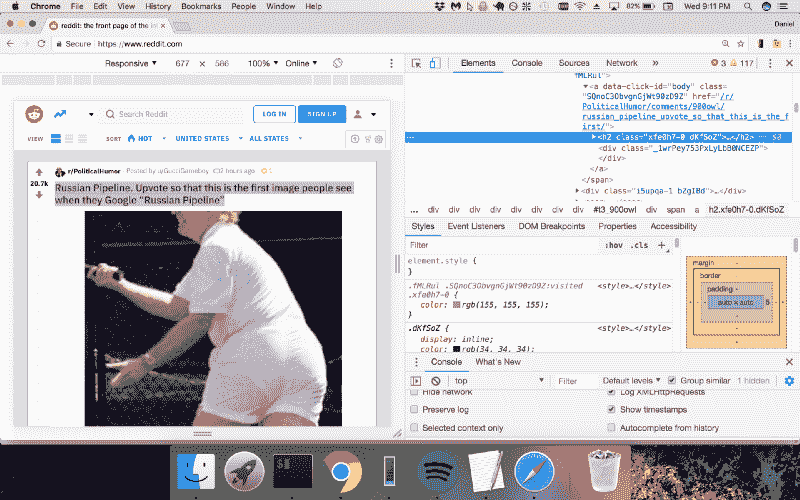 Chrome File Edit View History Bookmarks People Window Help
82% Wed 9:11 PM
reddit: the front page of the in
Daniel
Secure https://www.reddit.com
Responsive 677 × 586 100% Online
Elements Console Sources Network » 3 117
Search Reddit LOG IN SIGN UP
VIEW SORT HOT UNITED STATES ALL STATES
r/PoliticalHumor Posted by u/GucciGameboy 2 hours ago 1
20.7k
Russian Pipeline. Upvote so that this is the first image people see
when they Google “Russian Pipeline”
fMLRul">
<a data-click-id="body" class=
"SQnoC3ObvgnGjWt90zD9Z" href="/r/
PoliticalHumor/comments/900owl/
russian_pipeline_upvote_so_that_this_is_the_f
irst/">
<h2 class="xfe0h7-0 dKfSoZ">…</h2> == $0
<div class="_1wrPey753PxLyLbB0NCEZP">
</div>
</a>
</span>
<div class="i5upqa-1 bZgIBd">…</div>
... div div div div div div div #t3_900owl div span a h2.xfe0h7-0.dKfSoZ
Styles Event Listeners DOM Breakpoints Properties Accessibility
Filter :hov .cls +
element.style {
}
.fMLRul .SQnoC3ObvgnGjWt90zD9Z:visited <style>…</style>
.xfe0h7-0 {
color: rgb(155, 155, 155);
}
.dKfSoZ { <style>…</style>
display: inline;
color: rgb(34, 34, 34);
margin -
border -
padding -
auto × auto
Console What's New
top Filter Default levels Group similar 1 hidden
Hide network Log XMLHttpRequests
Preserve log Show timestamps
Selected context only Autocomplete from history